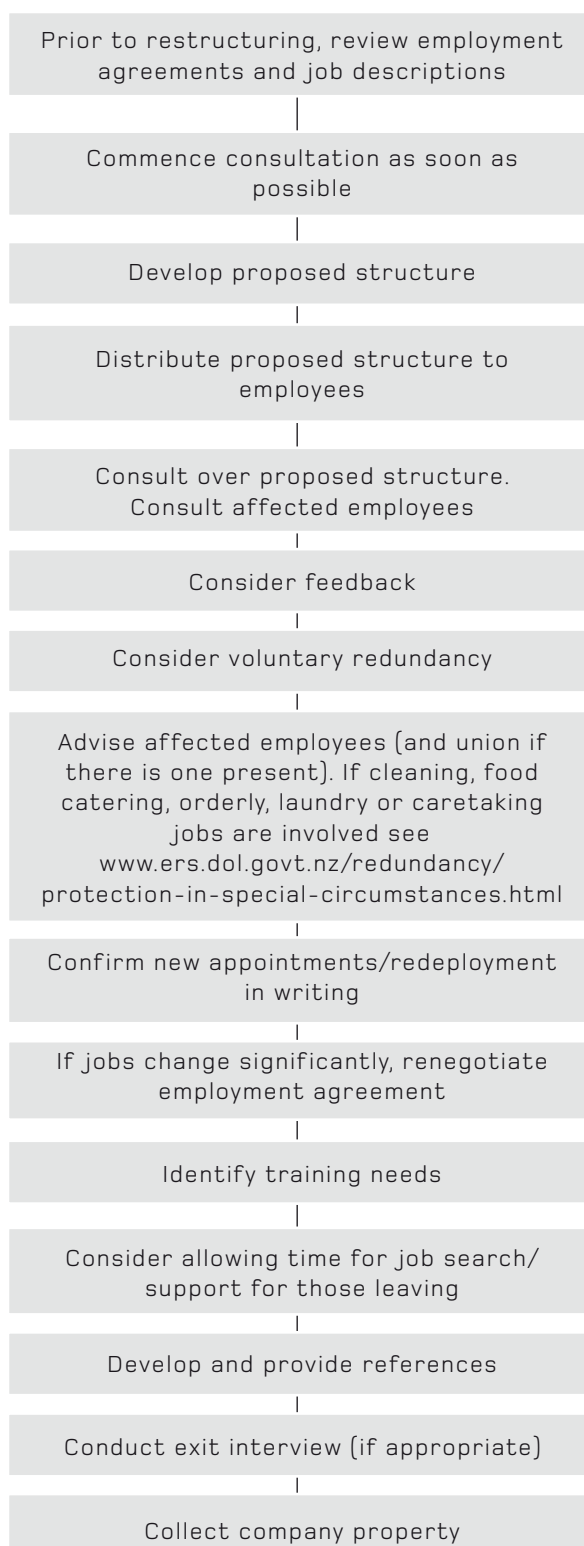 Prior to restructuring, review employment
agreements and job descriptions
Commence consultation as soon as
possible
Develop proposed structure
Distribute proposed structure to
employees
Consult over proposed structure.
Consult affected employees
Consider feedback
Consider voluntary redundancy
Advise affected employees (and union if
there is one present). If cleaning, food
catering, orderly, laundry or caretaking
jobs are involved see
www.ers.dol.govt.nz/redundancy/
protection-in-special-circumstances.html
Confirm new appointments/redeployment
in writing
If jobs change significantly, renegotiate
employment agreement
Identify training needs
Consider allowing time for job search/
support for those leaving
Develop and provide references
Conduct exit interview (if appropriate)
Collect company property